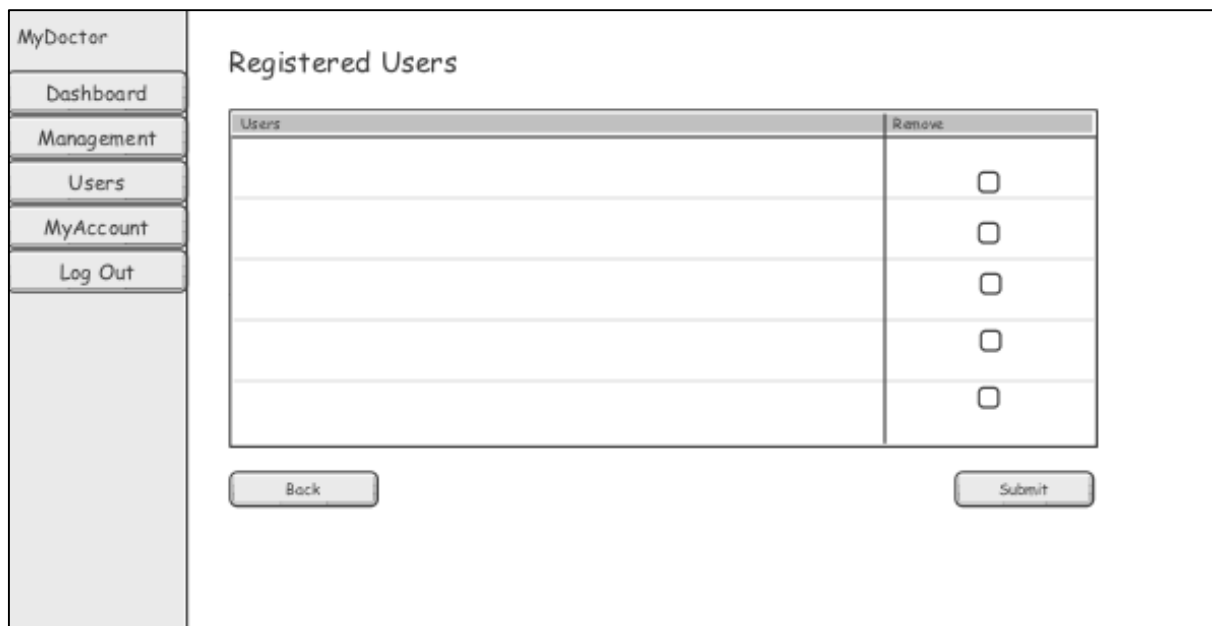 MyDoctor
Dashboard
Management
Users
MyAccount
Log Out
Registered Users
Users Remove
Back Submit